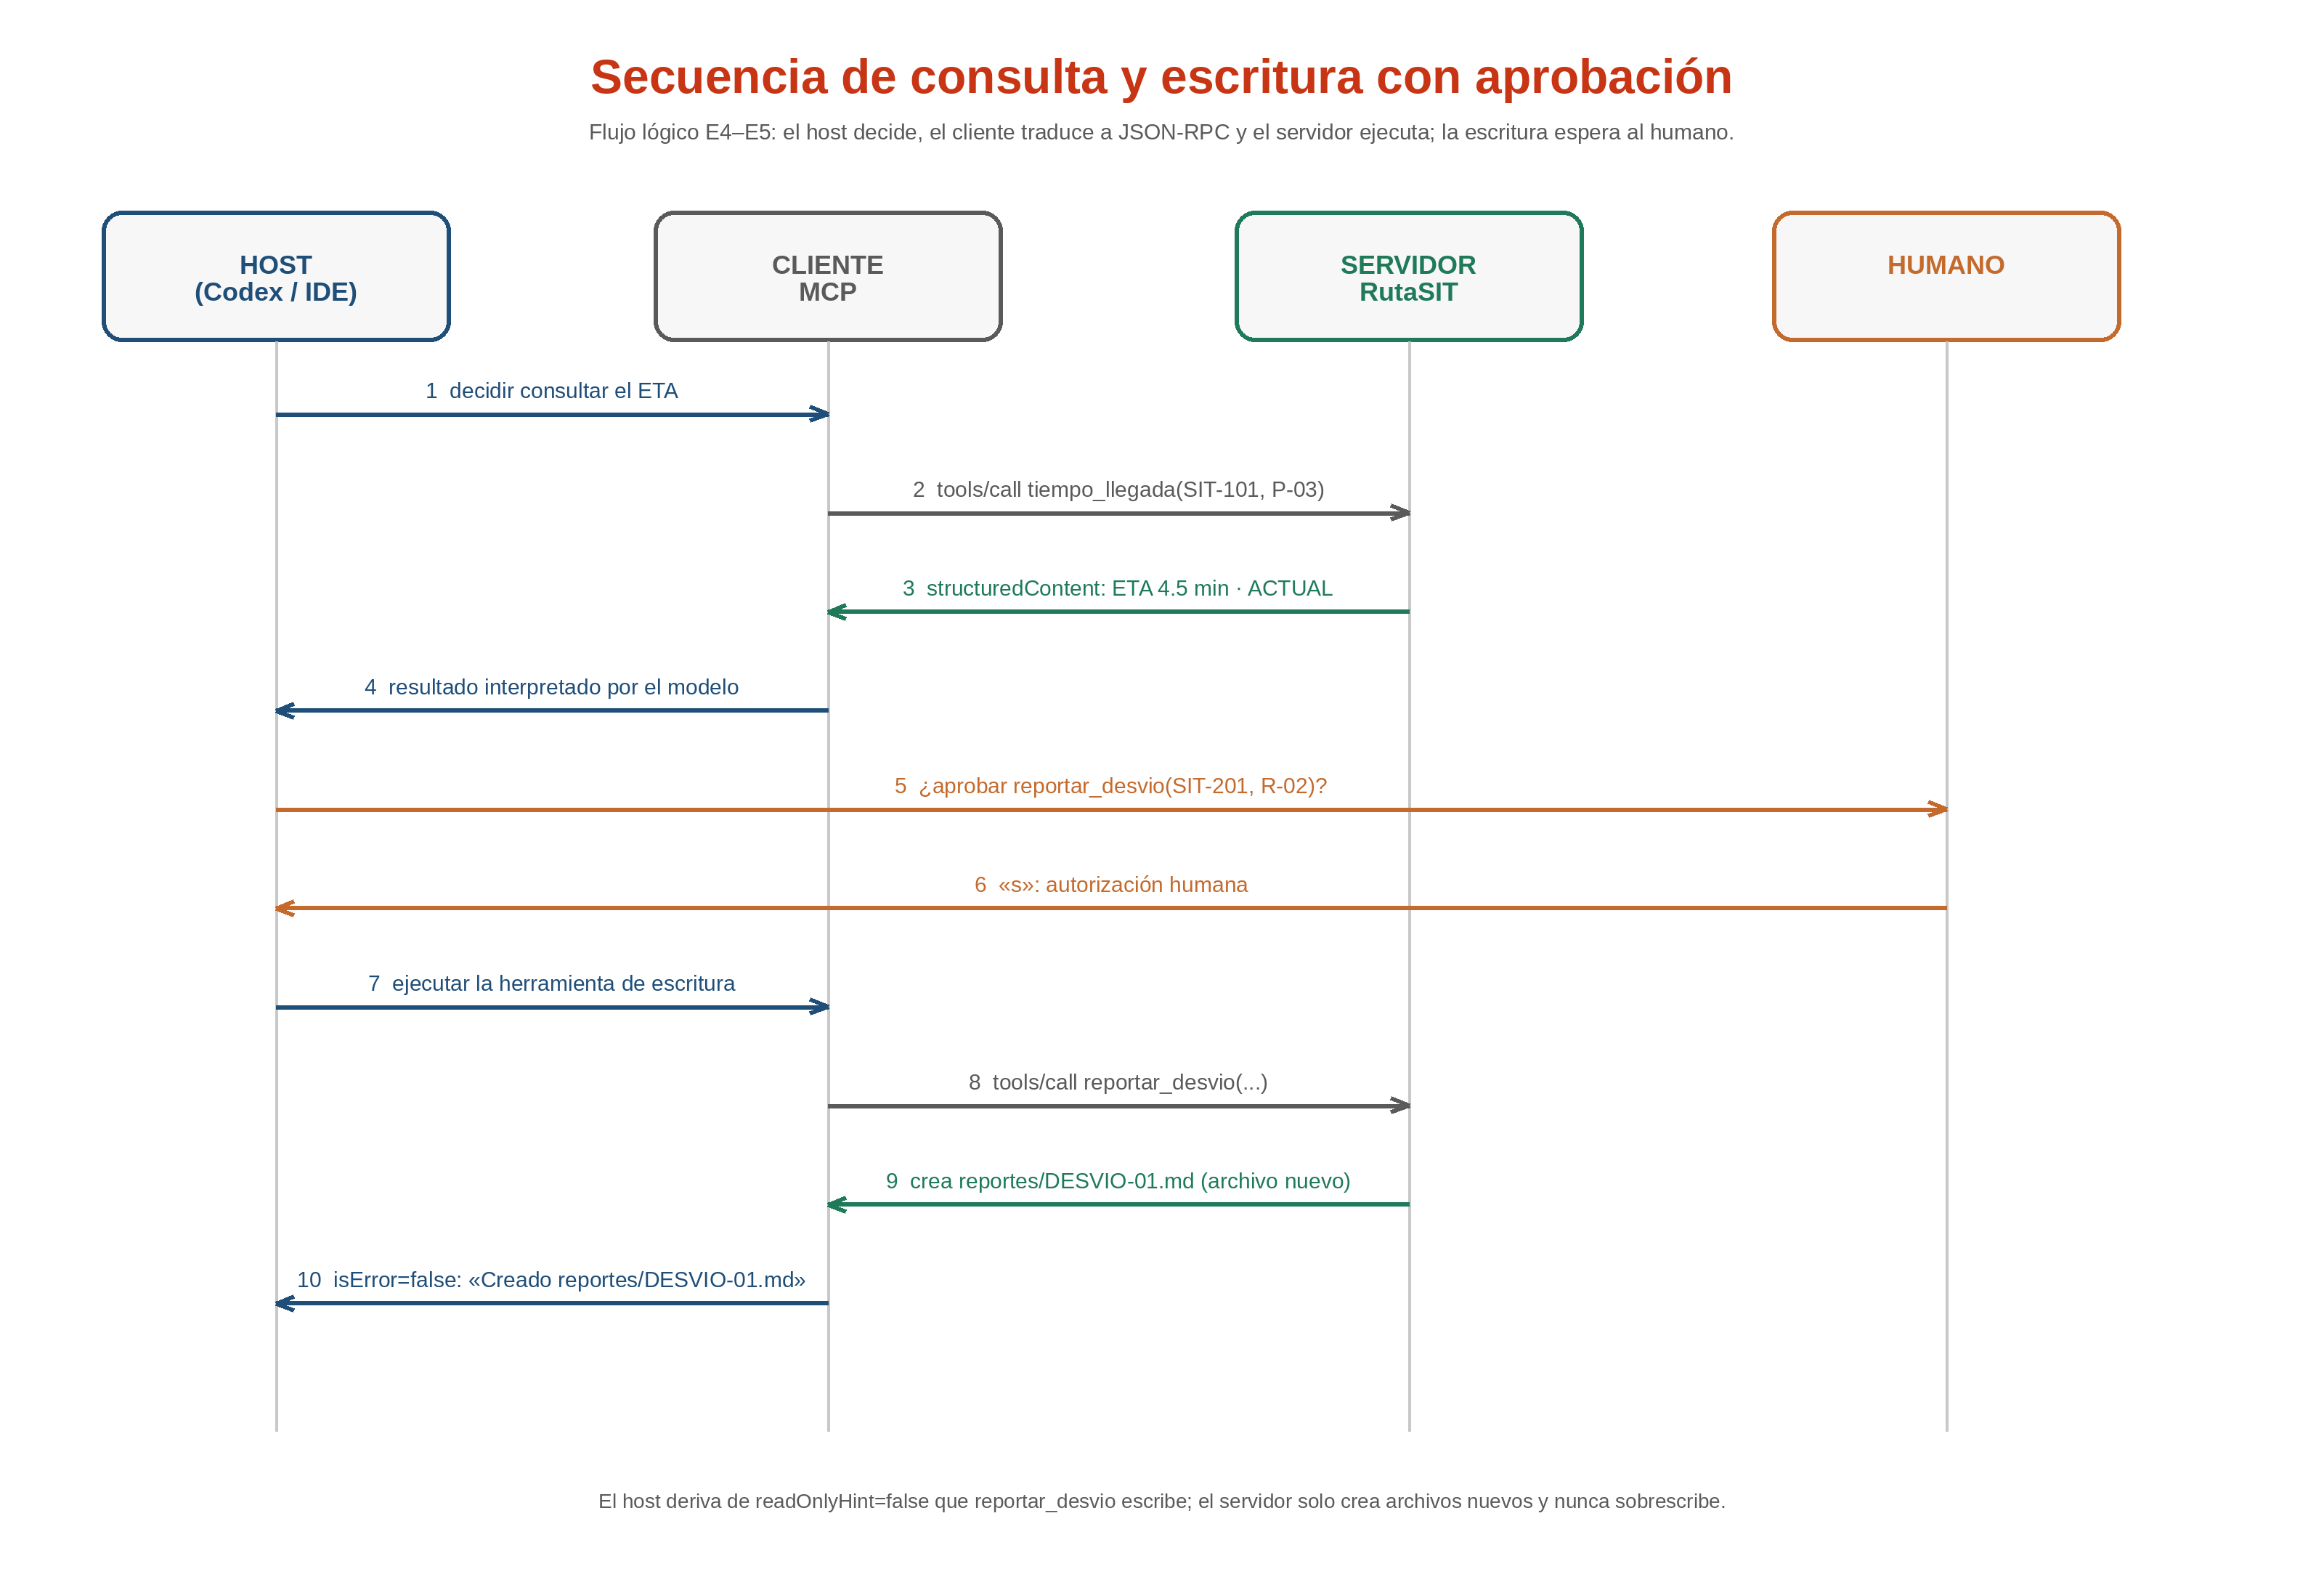 Secuencia de consulta y escritura con aprobación
Flujo lógico E4–E5: el host decide, el cliente traduce a JSON-RPC y el servidor ejecuta; la escritura espera al humano.
HOST
(Codex / IDE)
CLIENTE
MCP
SERVIDOR
RutaSIT
HUMANO
1 decidir consultar el ETA
2 tools/call tiempo_llegada(SIT-101, P-03)
3 structuredContent: ETA 4.5 min · ACTUAL
4 resultado interpretado por el modelo
5 ¿aprobar reportar_desvio(SIT-201, R-02)?
6 «s»: autorización humana
7 ejecutar la herramienta de escritura
8 tools/call reportar_desvio(...)
9 crea reportes/DESVIO-01.md (archivo nuevo)
10 isError=false: «Creado reportes/DESVIO-01.md»
El host deriva de readOnlyHint=false que reportar_desvio escribe; el servidor solo crea archivos nuevos y nunca sobrescribe.